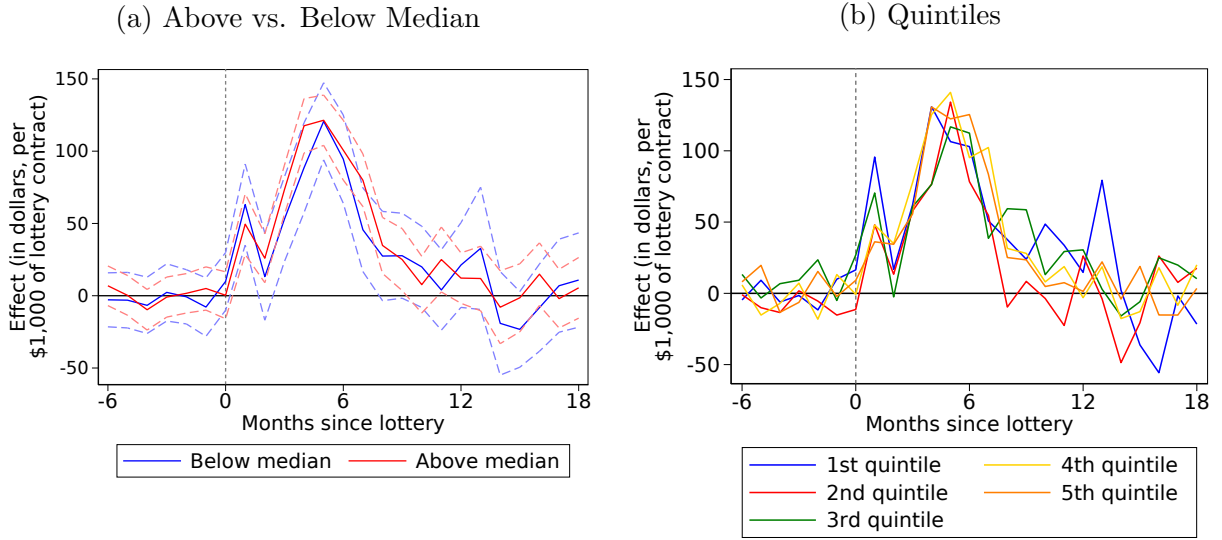 (a) Above vs. Below Median
Effect (in dollars, per
$1,000 of lottery contract)
150
100
50
0
-50
-6 0 6 12 18
Months since lottery
Below median Above median
(b) Quintiles
Effect (in dollars, per
$1,000 of lottery contract)
150
100
50
0
-50
-6 0 6 12 18
Months since lottery
1st quintile 4th quintile
2nd quintile 5th quintile
3rd quintile